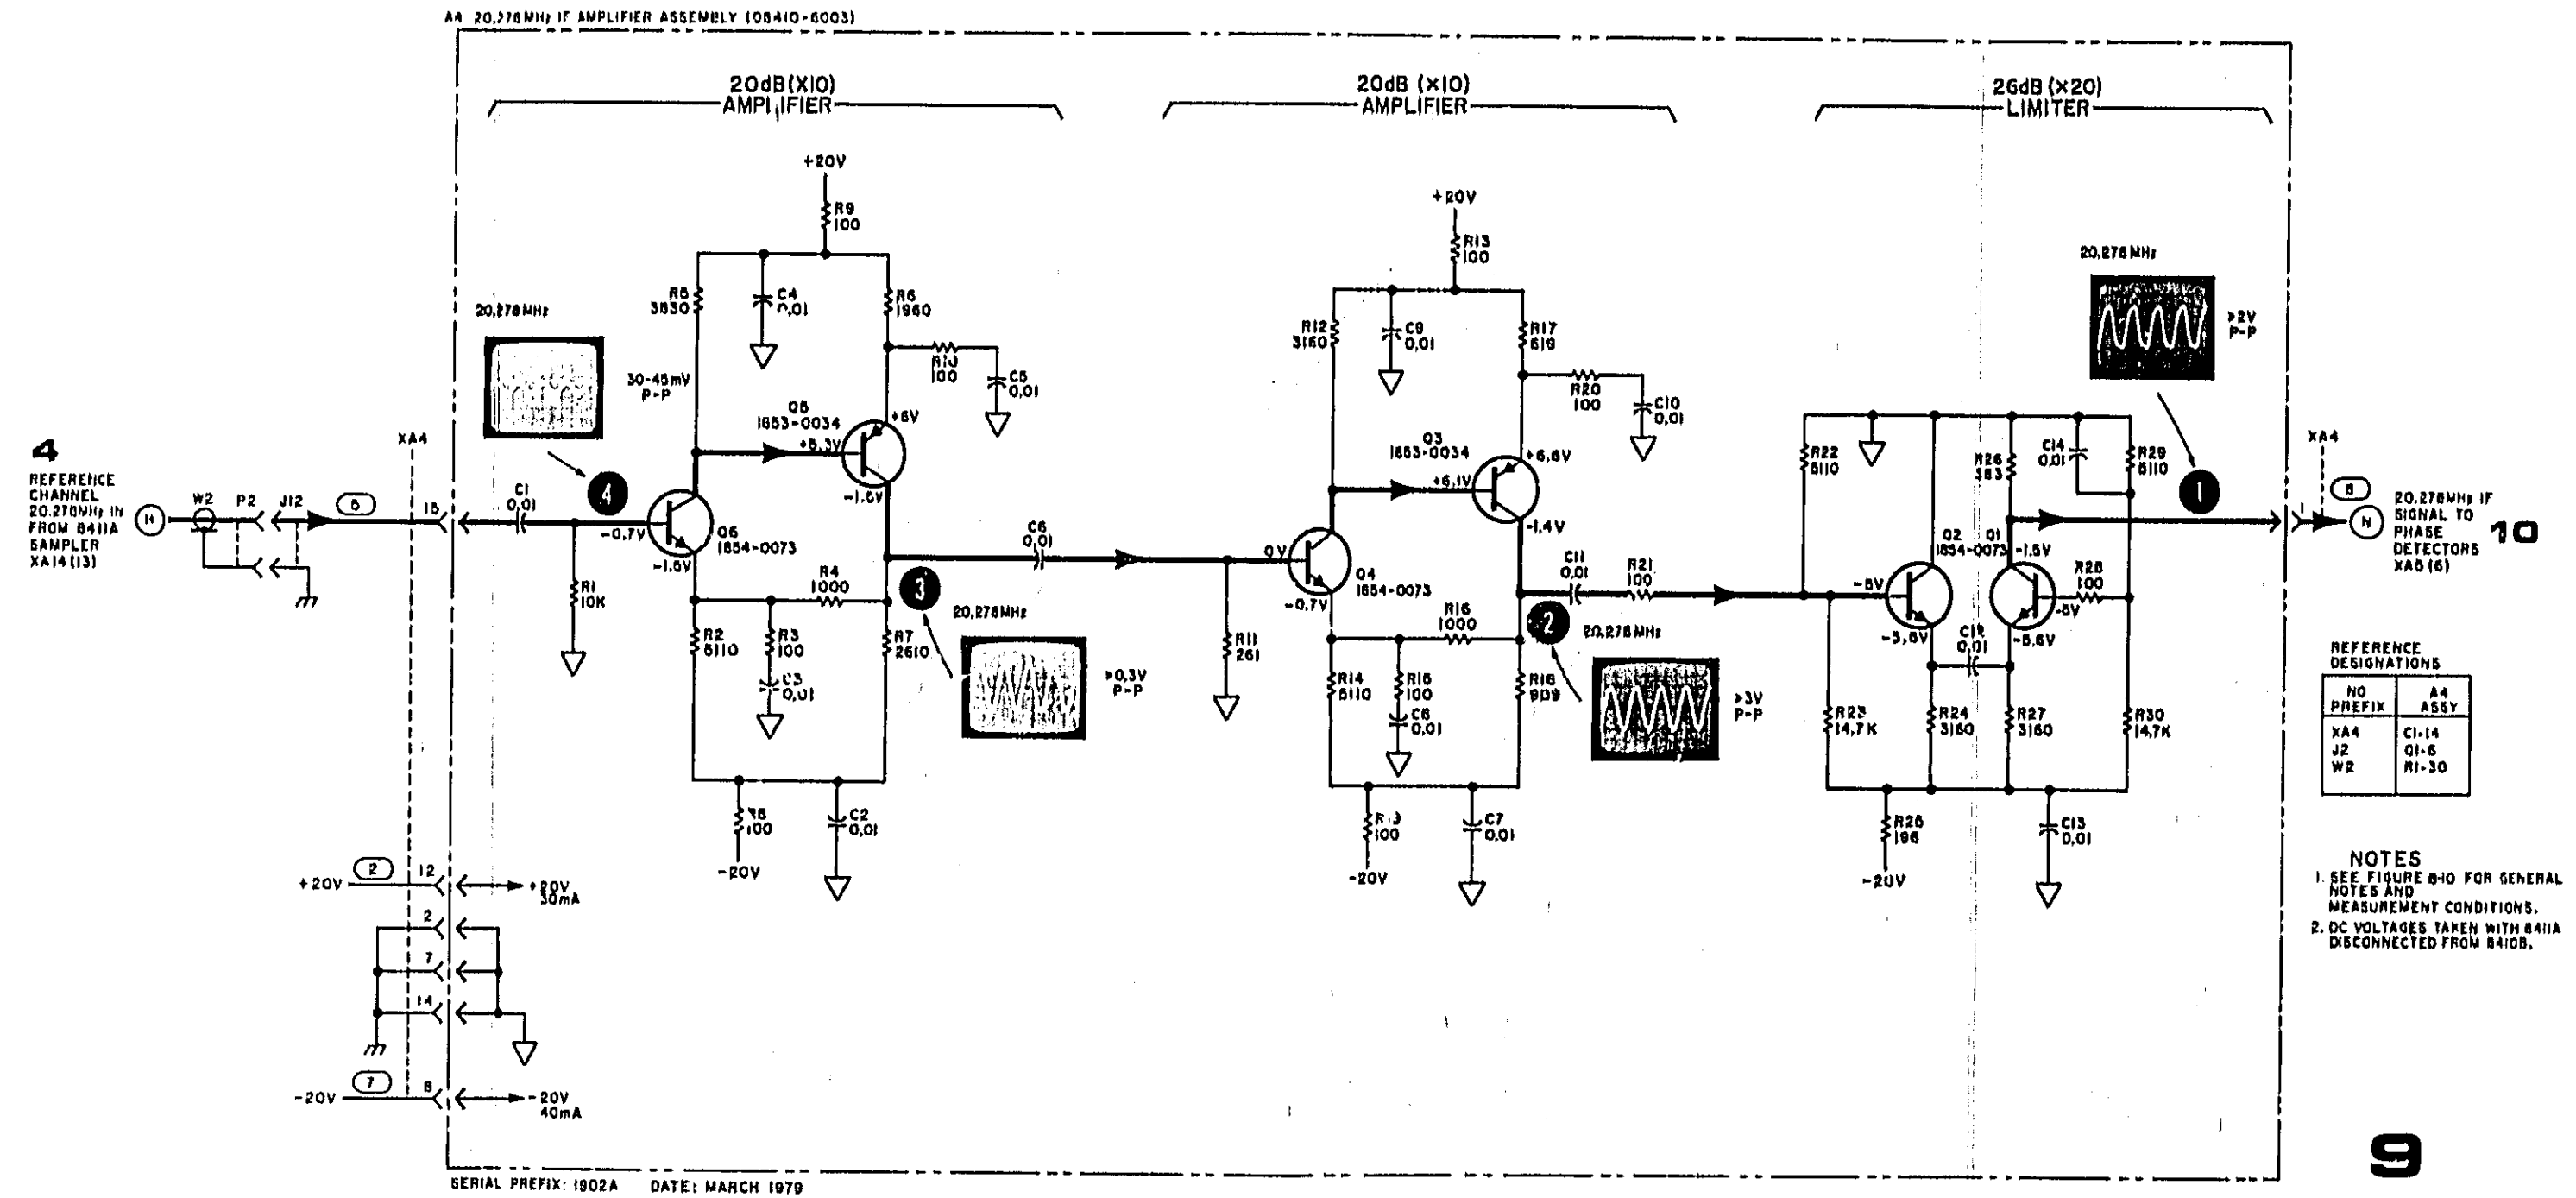 A4 20.278MHz IF AMPLIFIER ASSEMBLY (08410-6003)
20dB(X10)
AMPLIFIER
20dB (X10)
AMPLIFIER
26dB (X20)
LIMITER
+20V
R9
100
R5
3830
C4
0.01
R6
1960
R10
100
C5
0.01
20.278MHz
30-45mV
P-P
Q5
1853-0034
+5.3V
+6V
4
REFERENCE
CHANNEL
20.278MHz IN
FROM 8411A
SAMPLER
XA14(13)
H
W2
P2
J12
5
XA4
15
C1
0.01
4
-0.7V
Q6
1854-0073
-1.5V
R1
10K
R4
1000
R2
5110
R3
100
C3
0.01
R7
2610
3
20.278MHz
>0.3V
P-P
100
C2
0.01
-20V
C6
0.01
+20V
R13
100
R12
3160
C9
0.01
R17
619
R20
100
C10
0.01
Q3
1853-0034
+6.1V
+6.8V
-1.4V
0V
Q4
1854-0073
-0.7V
R11
261
R16
1000
R14
5110
R15
100
0.01
R18
909
2
20.278MHz
>3V
P-P
C11
0.01
R21
100
100
C7
0.01
-20V
20.278MHz
>2V
P-P
1
R22
5110
R26
383
C14
0.01
R29
5110
Q2
1854-0073
Q1
-1.5V
-5V
R28
100
-5V
-5.6V
C12
0.01
-5.6V
R23
14.7K
R24
3160
R27
3160
R30
14.7K
R25
196
C13
0.01
-20V
XA4
1
N
20.278MHz IF
SIGNAL TO
PHASE
DETECTORS
XA5(6)
10
REFERENCE
DESIGNATIONS
NO
PREFIX
A4
ASSY
XA4
J2
W2
C1-14
Q1-6
R1-30
NOTES
1. SEE FIGURE 8-10 FOR GENERAL
NOTES AND
MEASUREMENT CONDITIONS.
2. DC VOLTAGES TAKEN WITH 8411A
DISCONNECTED FROM 8410B.
+20V
2
12
+20V
30mA
2
7
14
-20V
7
-20V
40mA
9
SERIAL PREFIX: 1902A DATE: MARCH 1979